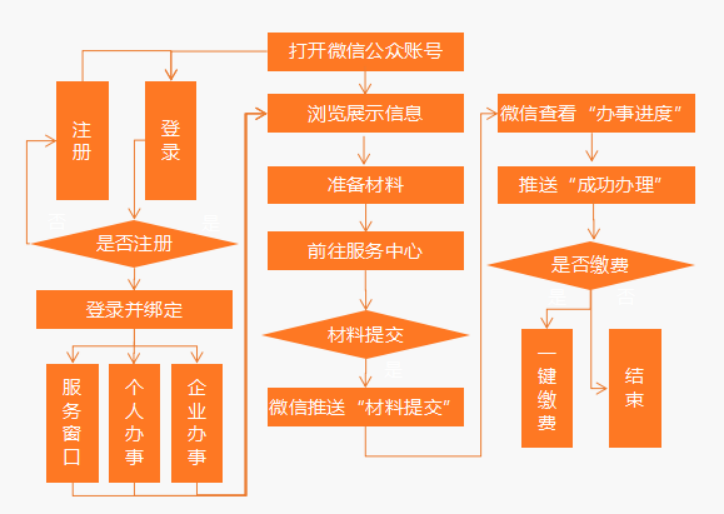 打开微信公众账号
注册
登录
否
是
是否注册
登录并绑定
服务窗口
个人办事
企业办事
浏览展示信息
准备材料
前往服务中心
材料提交
是
微信推送“材料提交”
微信查看“办事进度”
推送“成功办理”
是否缴费
是
否
一键缴费
结束